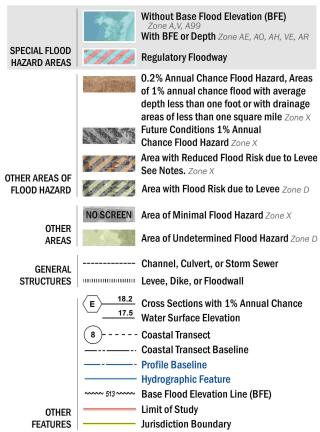 SPECIAL FLOOD
HAZARD AREAS
Without Base Flood Elevation (BFE)
Zone A,V, A99
With BFE or Depth Zone AE, AO, AH, VE, AR
Regulatory Floodway
OTHER AREAS OF
FLOOD HAZARD
0.2% Annual Chance Flood Hazard, Areas
of 1% annual chance flood with average
depth less than one foot or with drainage
areas of less than one square mile Zone X
Future Conditions 1% Annual
Chance Flood Hazard Zone X
Area with Reduced Flood Risk due to Levee
See Notes. Zone X
Area with Flood Risk due to Levee Zone D
OTHER
AREAS
NO SCREEN Area of Minimal Flood Hazard Zone X
Area of Undetermined Flood Hazard Zone D
GENERAL
STRUCTURES
Channel, Culvert, or Storm Sewer
Levee, Dike, or Floodwall
OTHER
FEATURES
E 18.2 Cross Sections with 1% Annual Chance
17.5 Water Surface Elevation
8 Coastal Transect
Coastal Transect Baseline
Profile Baseline
Hydrographic Feature
513 Base Flood Elevation Line (BFE)
Limit of Study
Jurisdiction Boundary